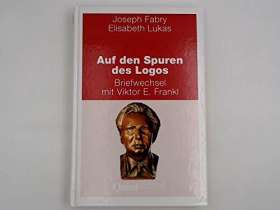 Joseph Fabry
Elisabeth Lukas
Auf den Spuren
des Logos
Briefwechsel
mit Viktor E. Frankl